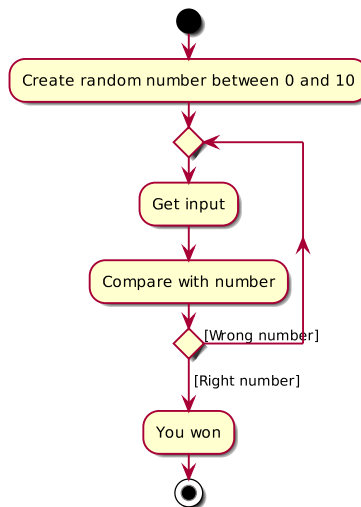 Create random number between 0 and 10
Get input
Compare with number
[Wrong number]
[Right number]
You won